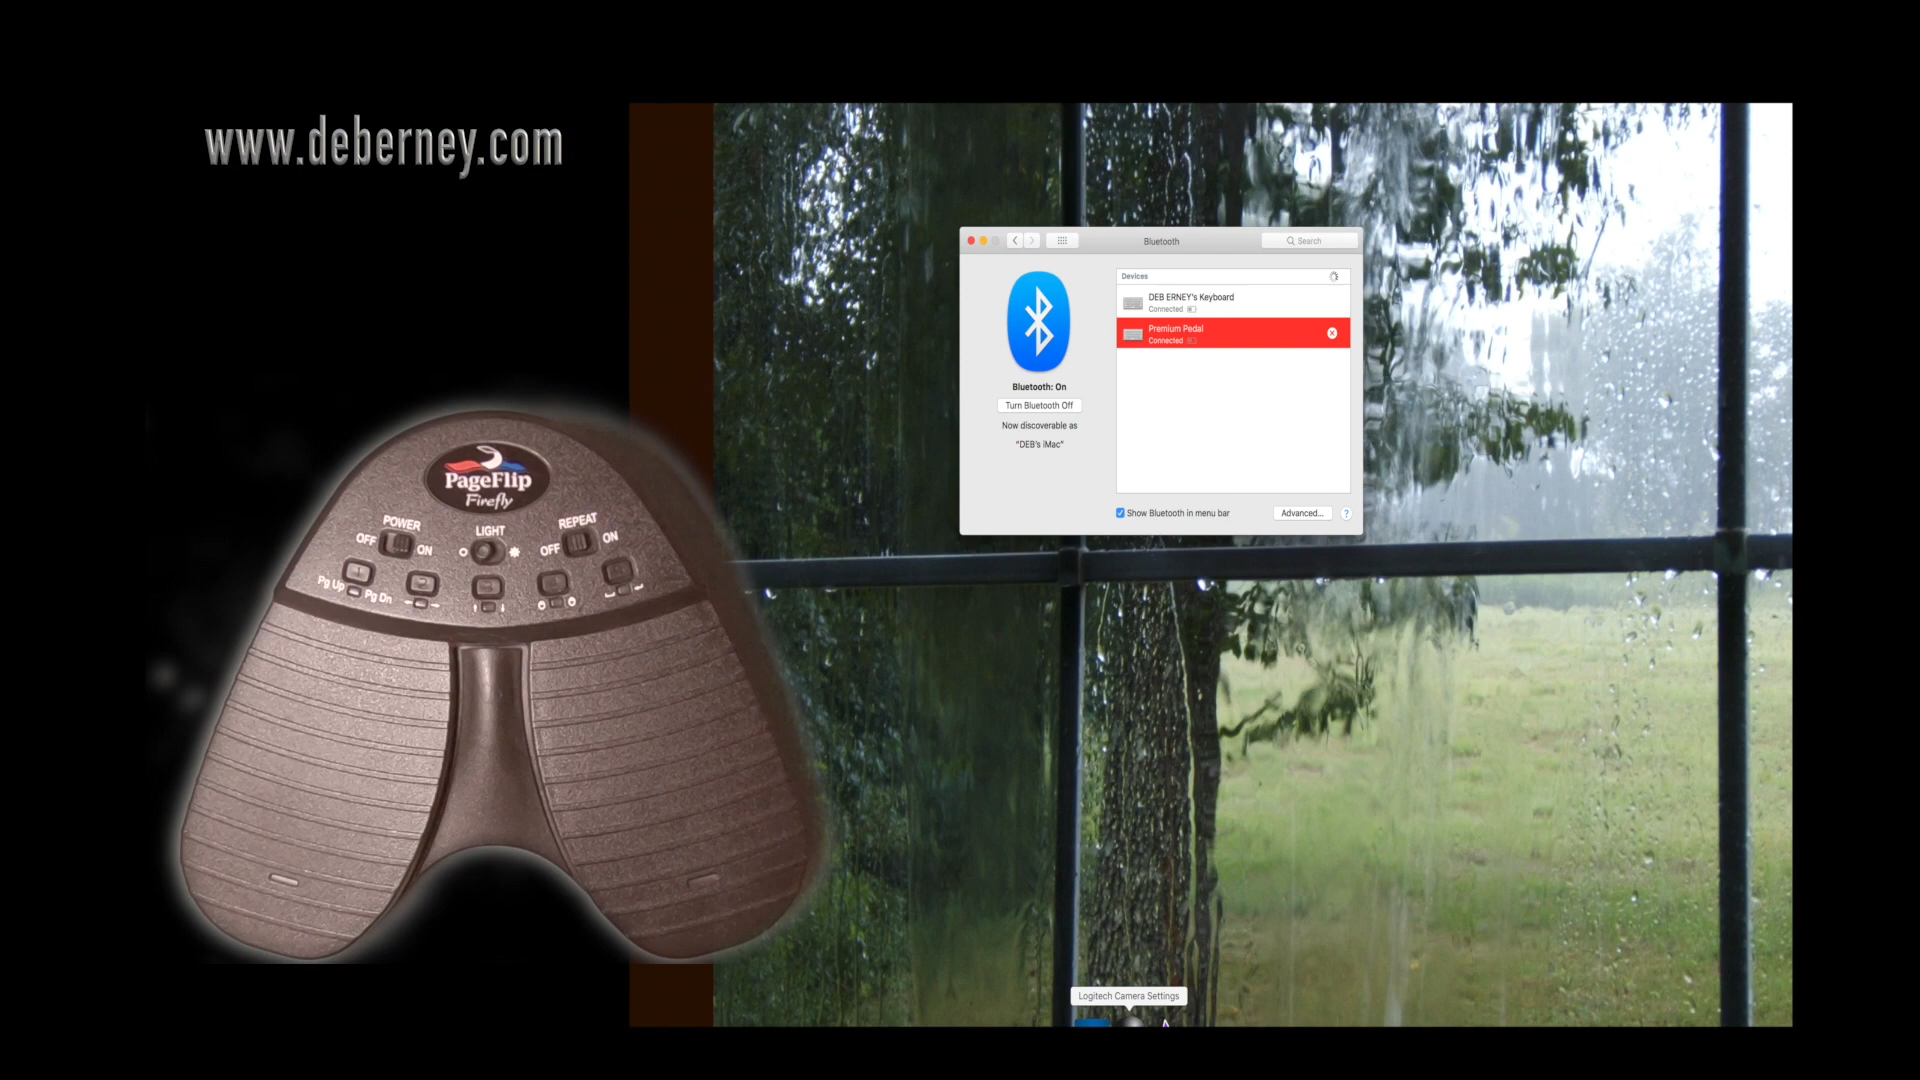 www.deberney.com
Bluetooth
Search
Devices
DEB ERNEY's Keyboard
Connected
Premium Pedal
Connected
Bluetooth: On
Turn Bluetooth Off
Now discoverable as
"DEB's iMac"
Show Bluetooth in menu bar
Advanced...
?
PageFlip
Firefly
POWER
LIGHT
REPEAT
OFF
ON
OFF
ON
Pg Up
Pg Dn
Logitech Camera Settings